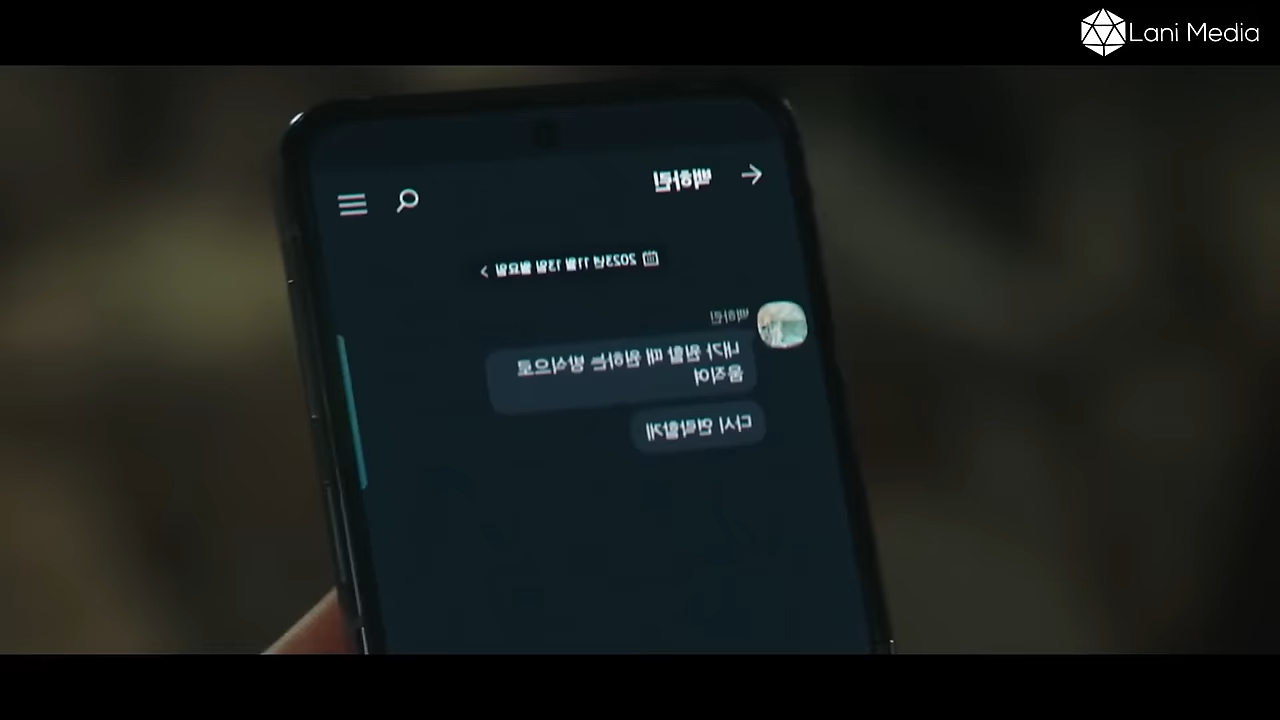 Lani Media
백하린
2023년 11월 13일 월요일
백하린
내가 원할 때 원하는 방식으로
움직여
다시 연락할게